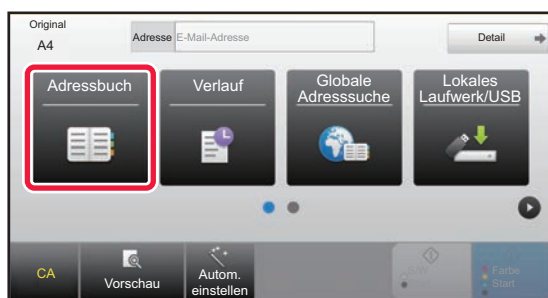 Original
A4
Adresse E-Mail-Adresse
Detail
Adressbuch
Verlauf
Globale
Adresssuche
Lokales
Laufwerk/USB
CA
Vorschau
Autom.
einstellen
Farbe
Start